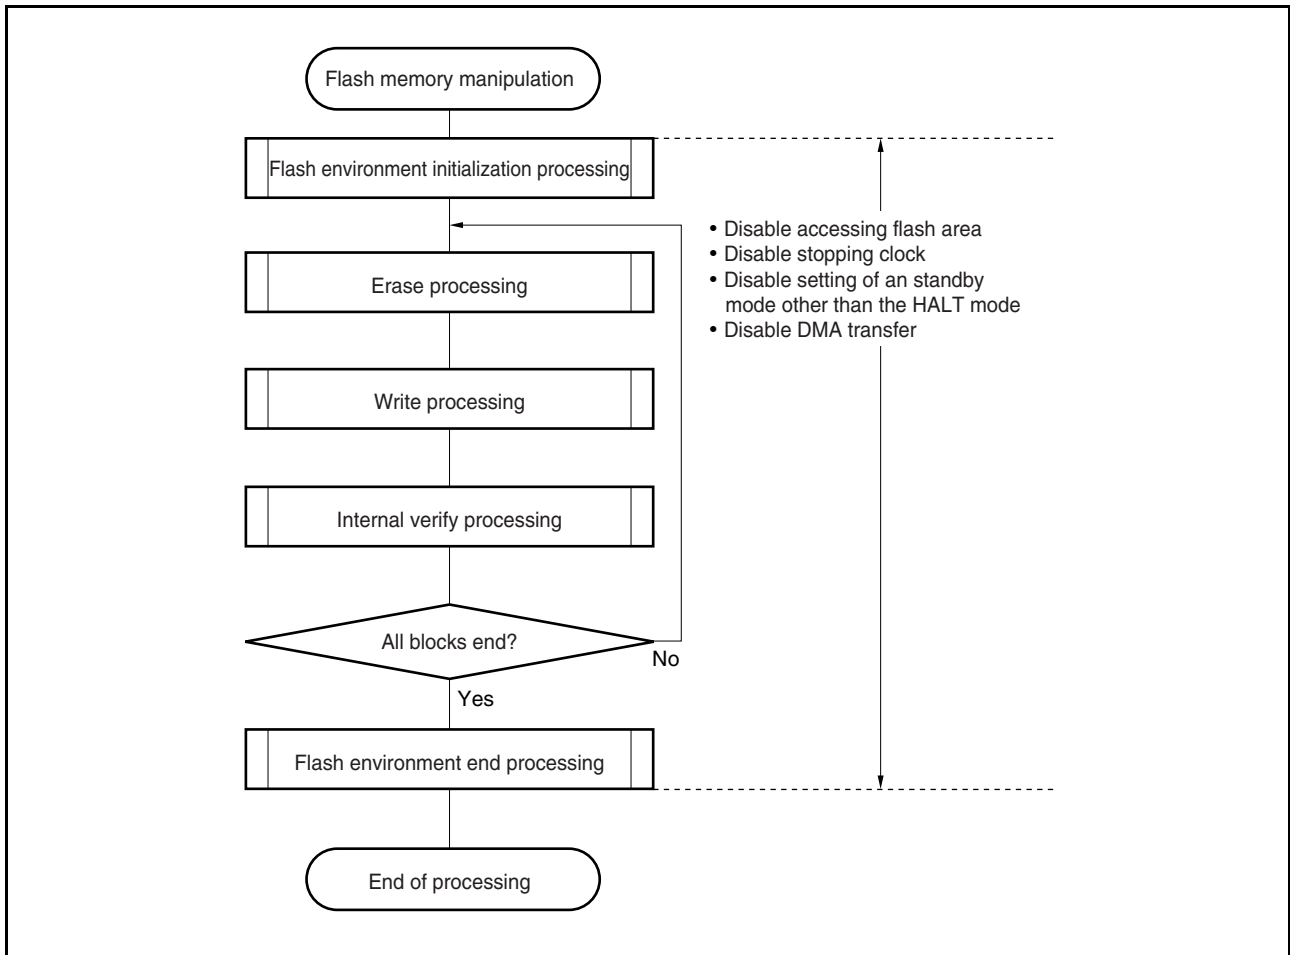 Flash memory manipulation
Flash environment initialization processing
• Disable accessing flash area
• Disable stopping clock
• Disable setting of an standby
mode other than the HALT mode
• Disable DMA transfer
Erase processing
Write processing
Internal verify processing
All blocks end?
No
Yes
Flash environment end processing
End of processing